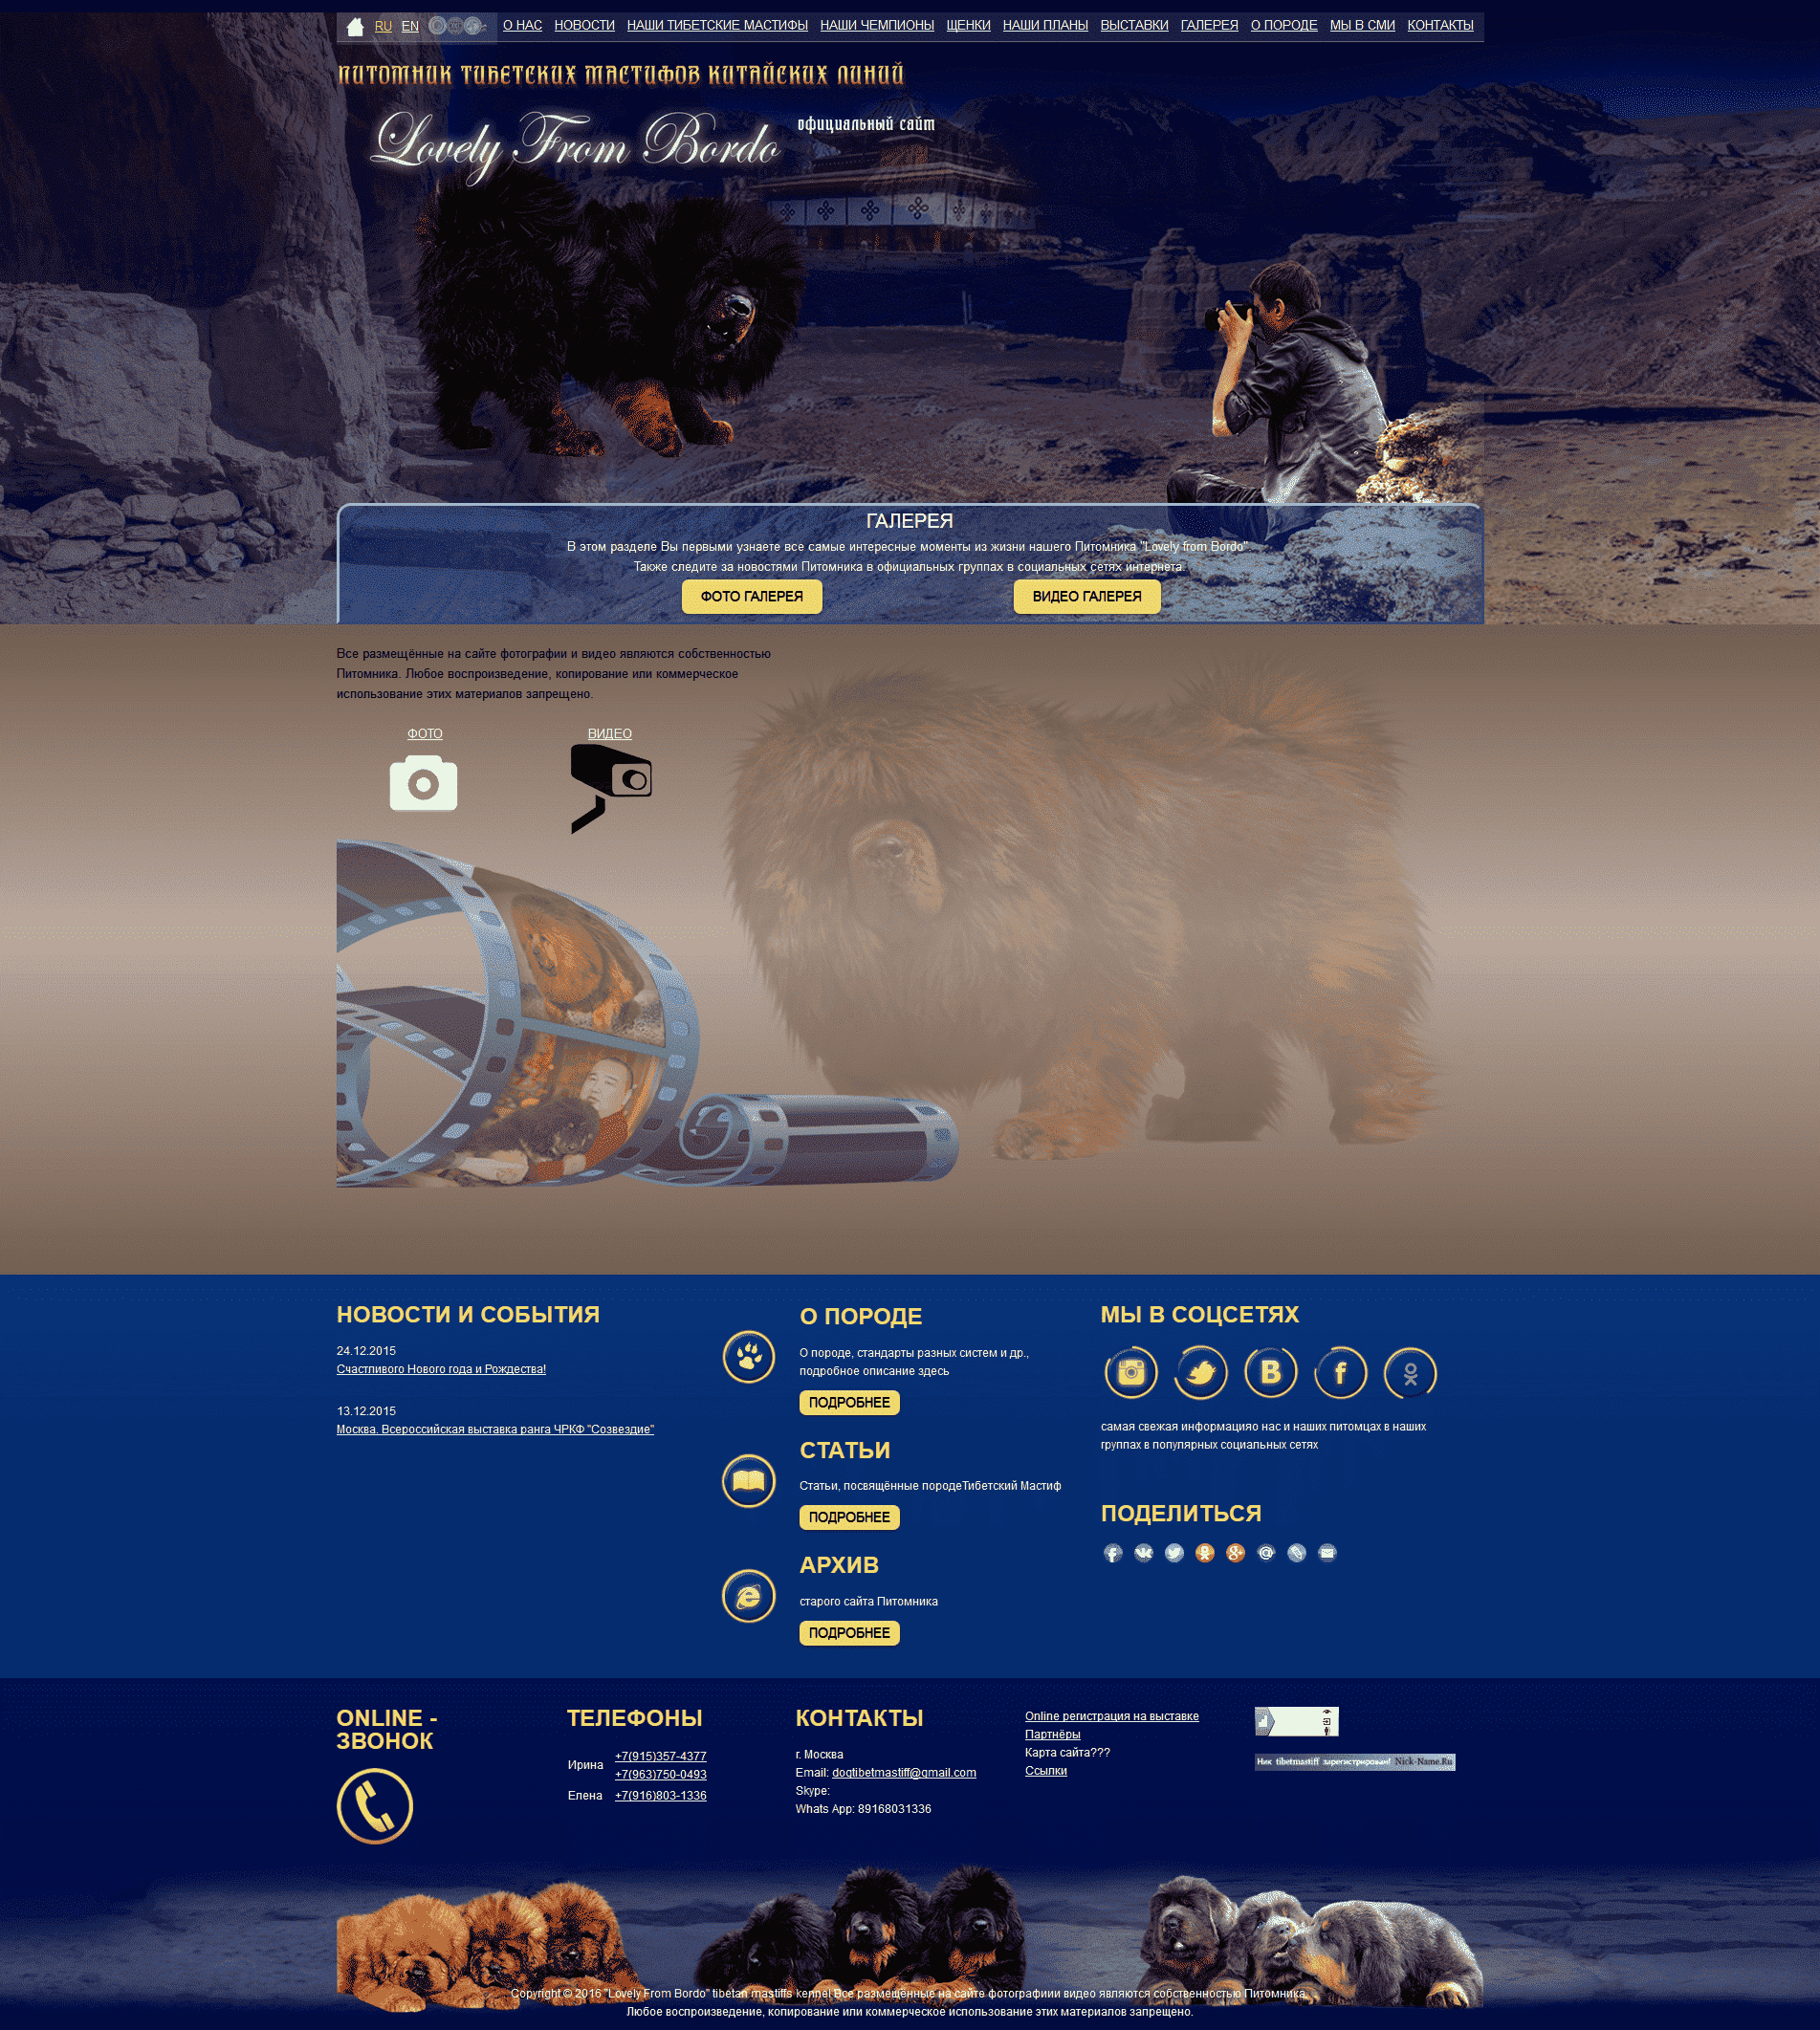 RU EN О НАС НОВОСТИ НАШИ ТИБЕТСКИЕ МАСТИФЫ НАШИ ЧЕМПИОНЫ ЩЕНКИ НАШИ ПЛАНЫ ВЫСТАВКИ ГАЛЕРЕЯ О ПОРОДЕ МЫ В СМИ КОНТАКТЫ
ПИТОМНИК ТИБЕТСКИХ МАСТИФОВ КИТАЙСКИХ ЛИНИЙ
Lovely From Bordo
официальный сайт
ГАЛЕРЕЯ
В этом разделе Вы первыми узнаете все самые интересные моменты из жизни нашего Питомника "Lovely from Bordo".
Также следите за новостями Питомника в официальных группах в социальных сетях интернета.
ФОТО ГАЛЕРЕЯ
ВИДЕО ГАЛЕРЕЯ
Все размещённые на сайте фотографии и видео являются собственностью
Питомника. Любое воспроизведение, копирование или коммерческое
использование этих материалов запрещено.
ФОТО
ВИДЕО
НОВОСТИ И СОБЫТИЯ
24.12.2015
Счастливого Нового года и Рождества!
13.12.2015
Москва. Всероссийская выставка ранга ЧРКФ "Созвездие"
О ПОРОДЕ
О породе, стандарты разных систем и др.,
подробное описание здесь
ПОДРОБНЕЕ
СТАТЬИ
Статьи, посвящённые породеТибетский Мастиф
ПОДРОБНЕЕ
АРХИВ
старого сайта Питомника
ПОДРОБНЕЕ
МЫ В СОЦСЕТЯХ
самая свежая информацияо нас и наших питомцах в наших
группах в популярных социальных сетях
ПОДЕЛИТЬСЯ
ONLINE -
ЗВОНОК
ТЕЛЕФОНЫ
Ирина
+7(915)357-4377
+7(963)750-0493
Елена +7(916)803-1336
КОНТАКТЫ
г. Москва
Email: dogtibetmastiff@gmail.com
Skype:
Whats App: 89168031336
Online регистрация на выставке
Партнёры
Карта сайта???
Ссылки
Ник tibetmastiff зарегистрирован! Nick-Name.Ru
Copyright © 2016 "Lovely From Bordo" tibetan mastiffs kennel Все размещённые на сайте фотографиии видео являются собственностью Питомника.
Любое воспроизведение, копирование или коммерческое использование этих материалов запрещено.